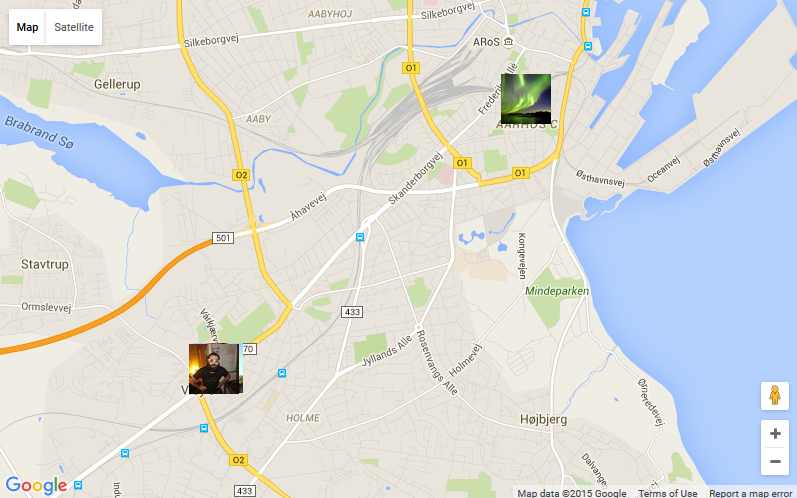 Map
Satellite
AABYHOJ
Silkeborgvej
Silkeborgvej
ARoS
O1
Gellerup
AABY
AARHUS C
Brabrand Sø
O2
O1
O1
Skanderborgvej
Åhavevej
Østhavnsvej
Oceanvej
Østhavnsvej
501
Kongevejen
Stavtrup
Mindeparken
Ormslevvej
433
70
Rosenvangs Alle
Jyllands Alle
Holmevej
HOLME
Højbjerg
O2
433
Google
Map data ©2015 Google
Terms of Use
Report a map error